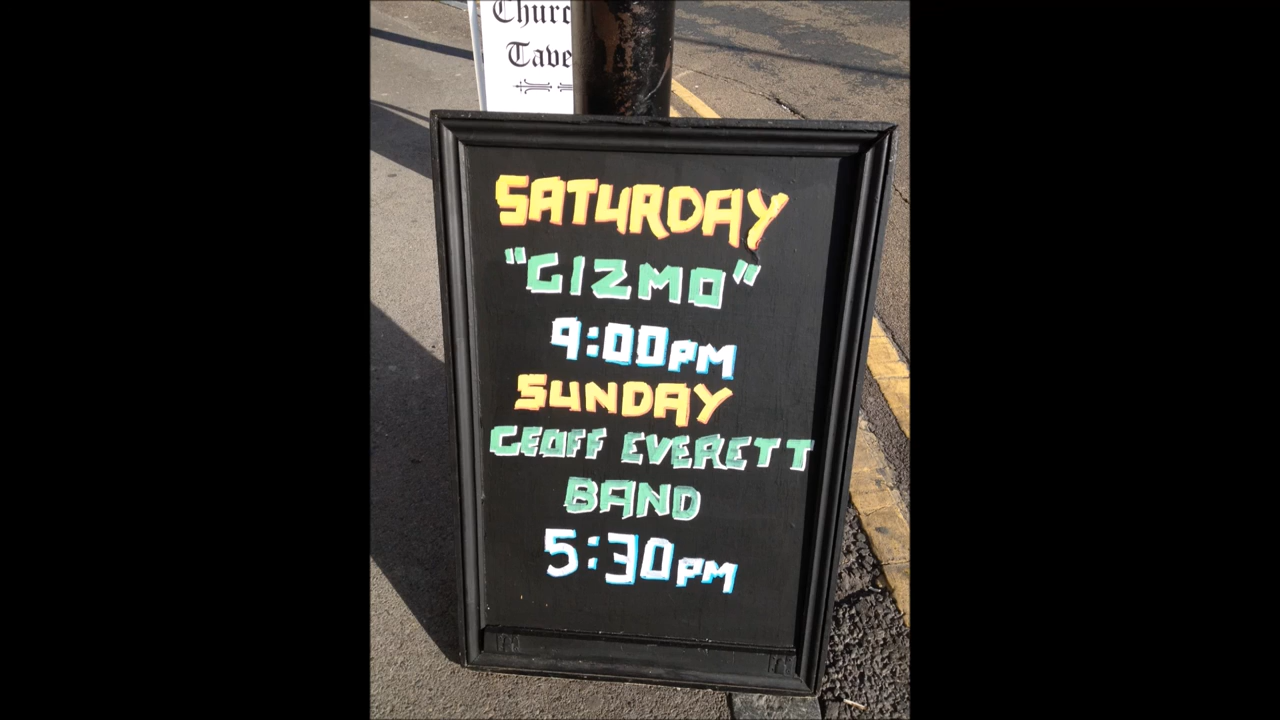 Churc
Tave
SATURDAY
"GIZMO"
9:00PM
SUNDAY
GEOFF EVERETT
BAND
5:30PM